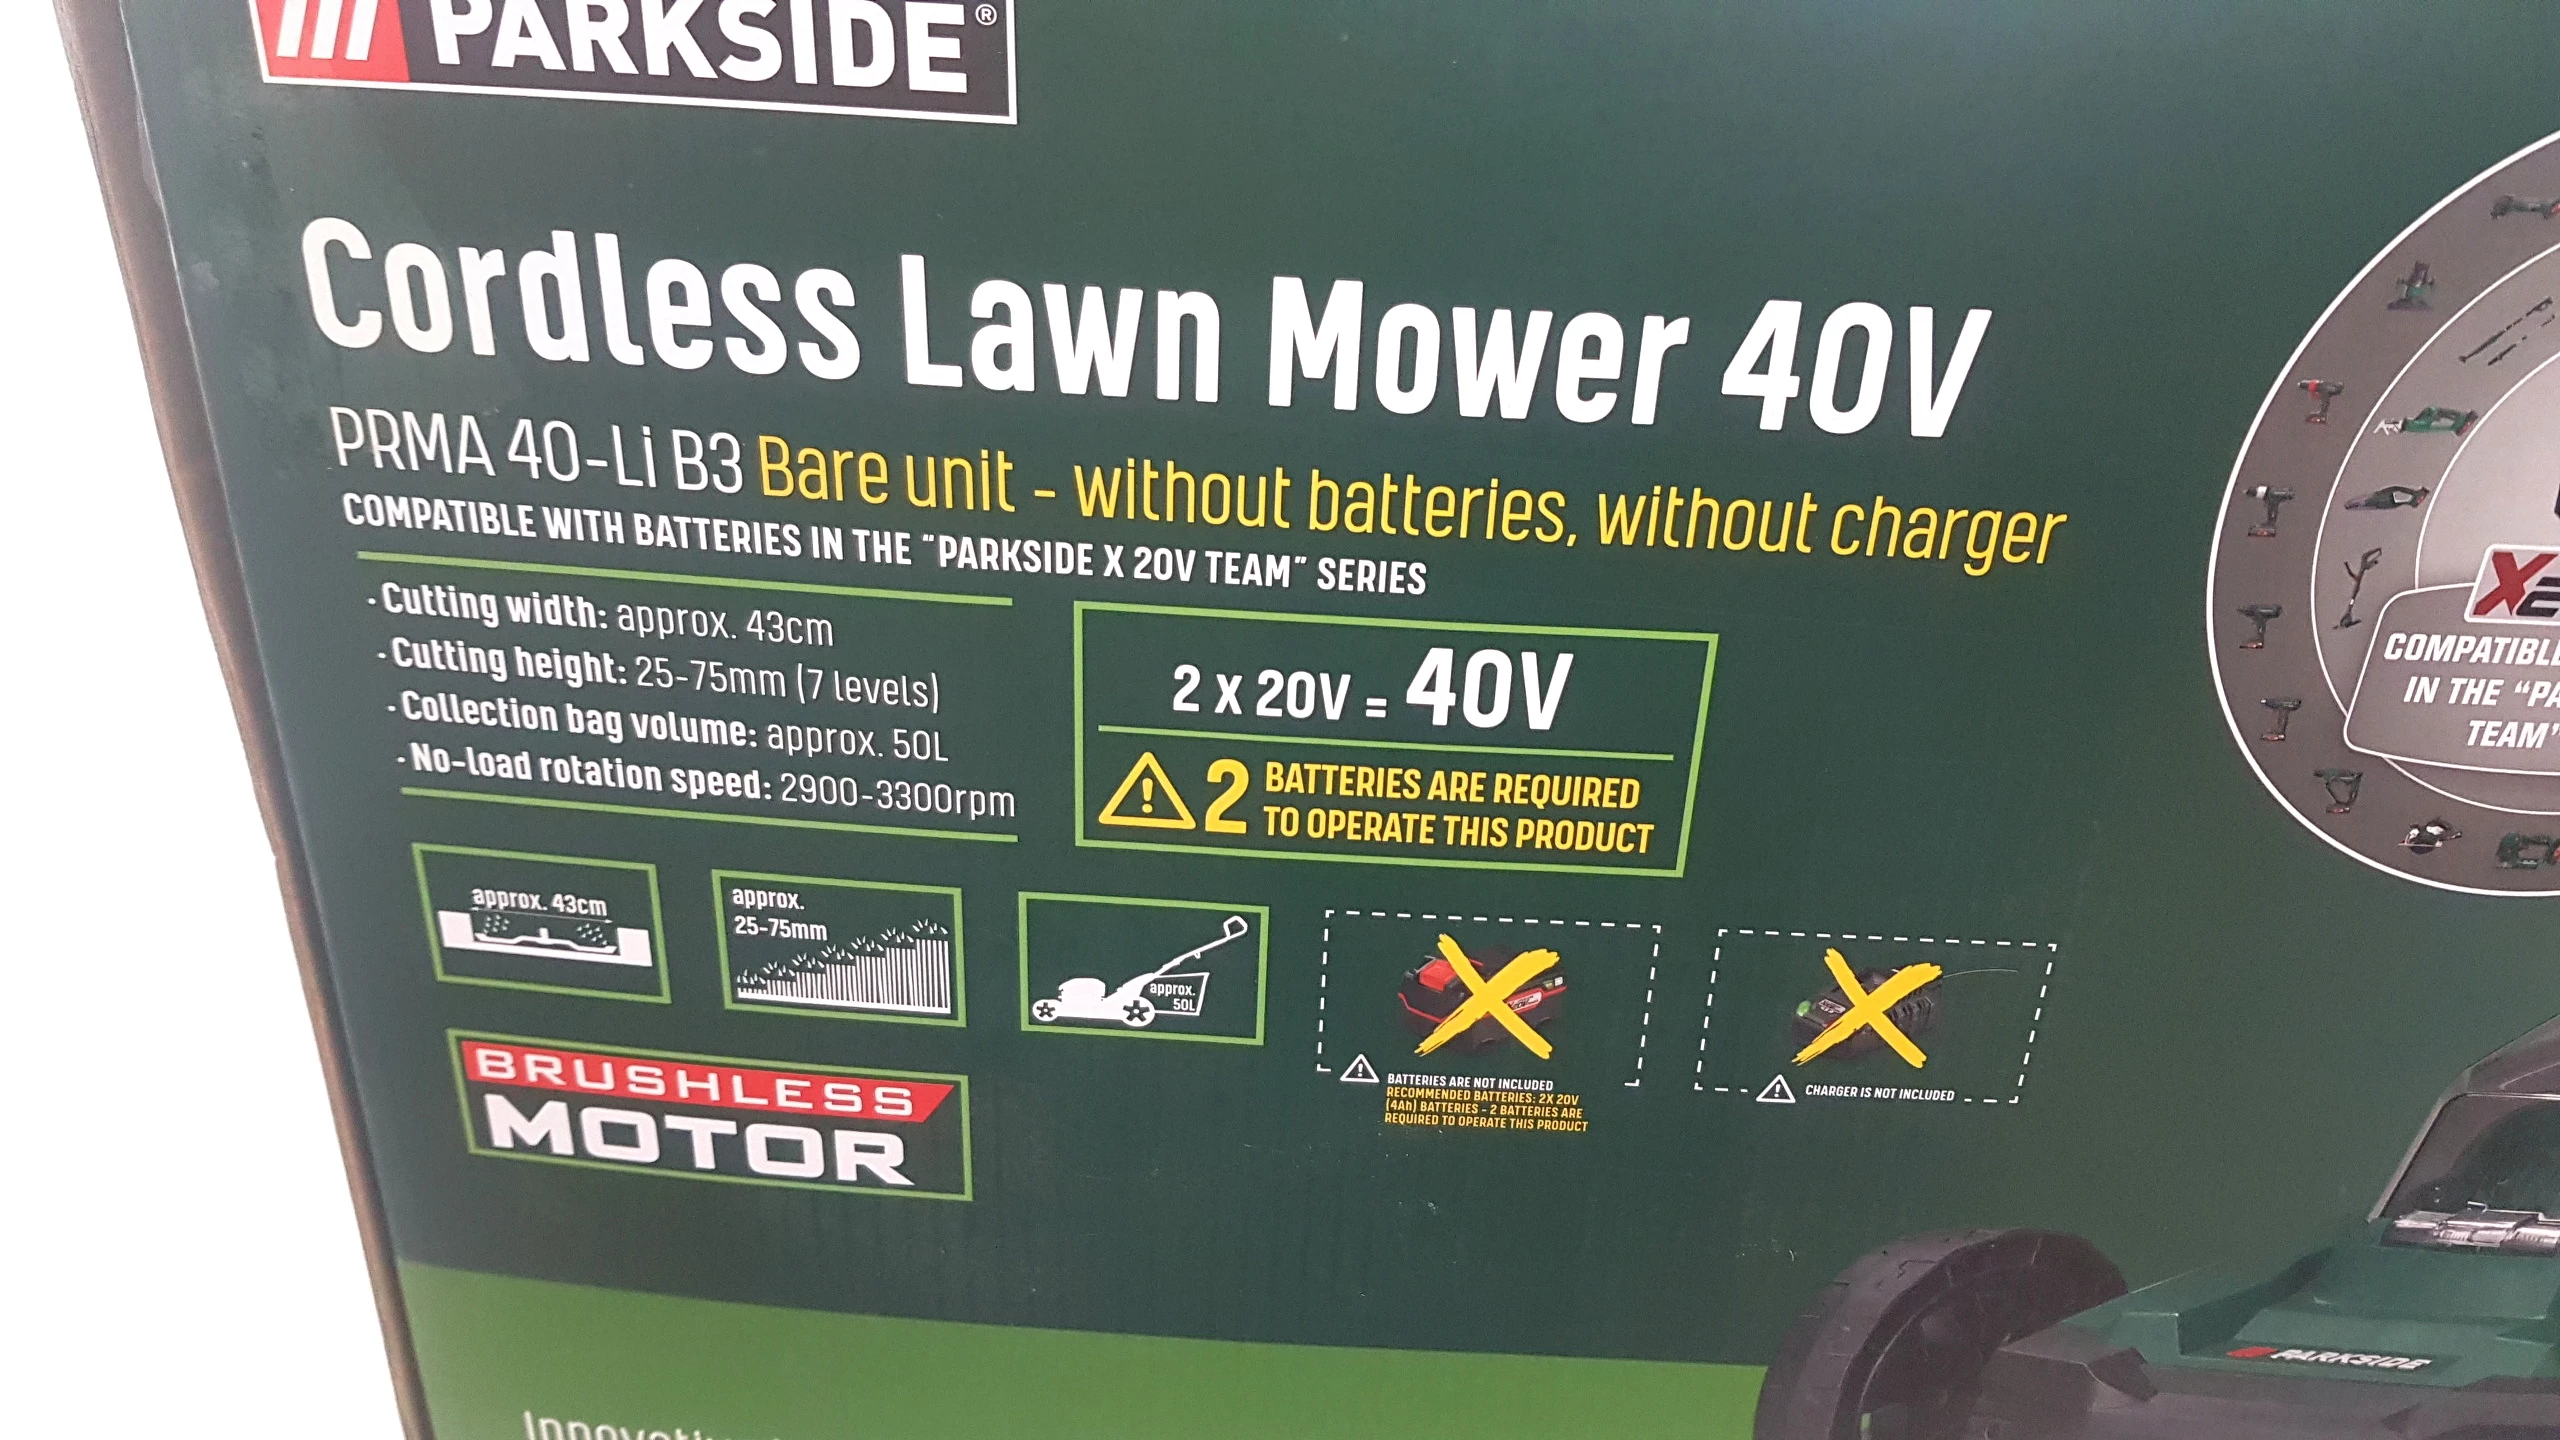 PARKSIDE®
Cordless Lawn Mower 40V
PRMA 40-Li B3 Bare unit - without batteries, without charger
COMPATIBLE WITH BATTERIES IN THE "PARKSIDE X 20V TEAM" SERIES
· Cutting width: approx. 43cm
· Cutting height: 25-75mm (7 levels)
· Collection bag volume: approx. 50L
· No-load rotation speed: 2900-3300rpm
2 x 20V = 40V
2 BATTERIES ARE REQUIRED
TO OPERATE THIS PRODUCT
approx. 43cm
approx.
25-75mm
approx.
50L
BATTERIES ARE NOT INCLUDED
RECOMMENDED BATTERIES: 2X 20V
(4Ah) BATTERIES - 2 BATTERIES ARE
REQUIRED TO OPERATE THIS PRODUCT
CHARGER IS NOT INCLUDED
BRUSHLESS
MOTOR
IN THE
TEAM"
PARKSIDE